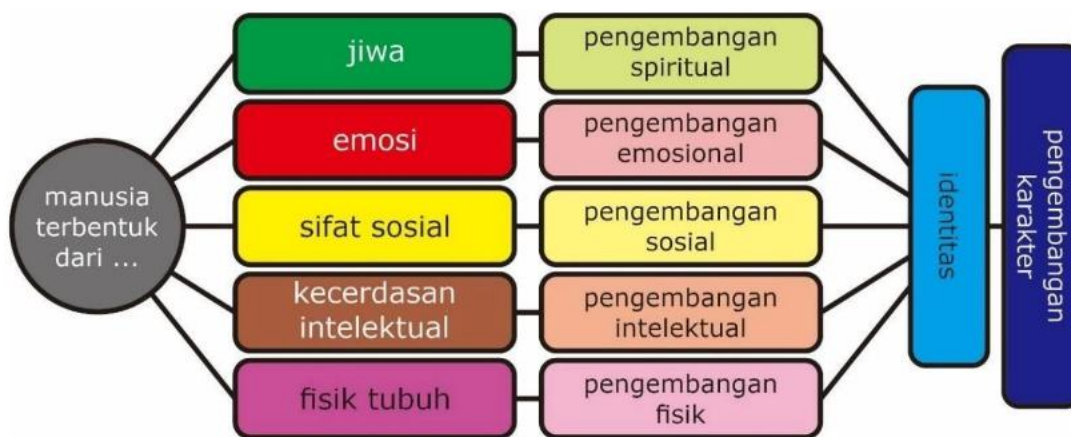 manusia
terbentuk
dari ...
jiwa
pengembangan
spiritual
emosi
pengembangan
emosional
sifat sosial
pengembangan
sosial
kecerdasan
intelektual
pengembangan
intelektual
fisik tubuh
pengembangan
fisik
identitas
pengembangan
karakter